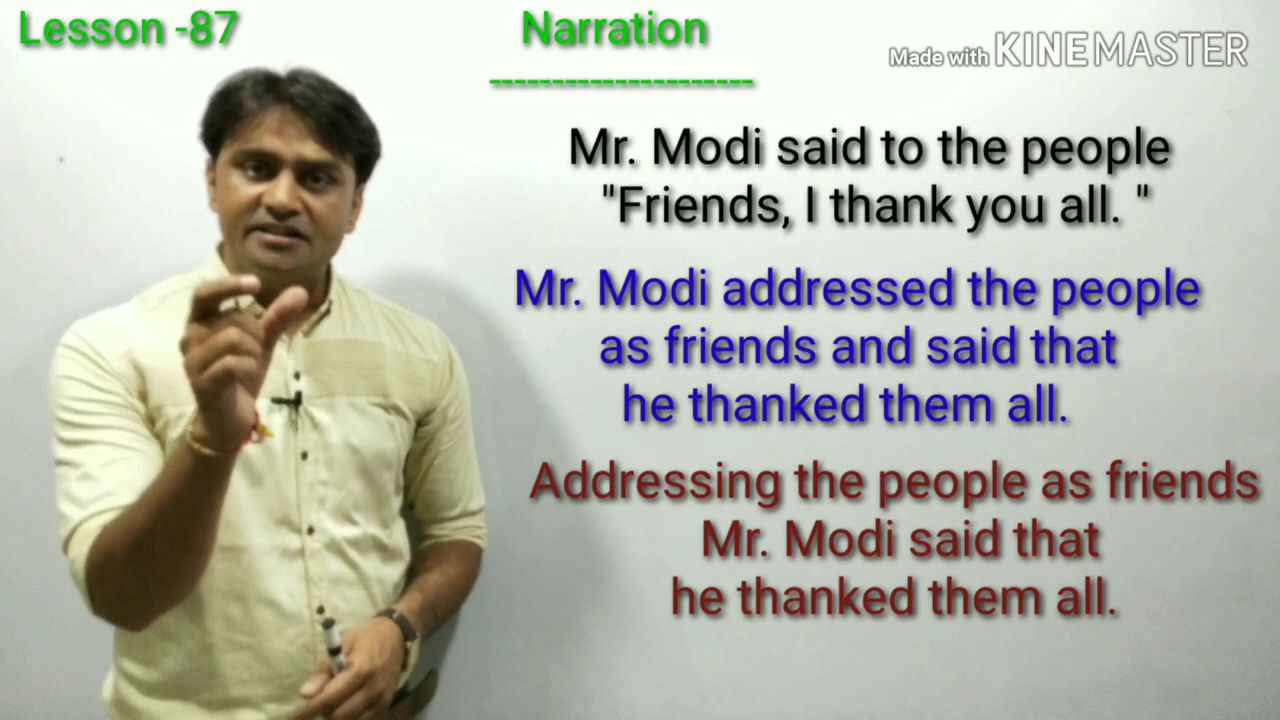 Lesson -87
Narration
Made with KINEMASTER
---------------------
Mr. Modi said to the people
"Friends, I thank you all. "
Mr. Modi addressed the people
as friends and said that
he thanked them all.
Addressing the people as friends
Mr. Modi said that
he thanked them all.